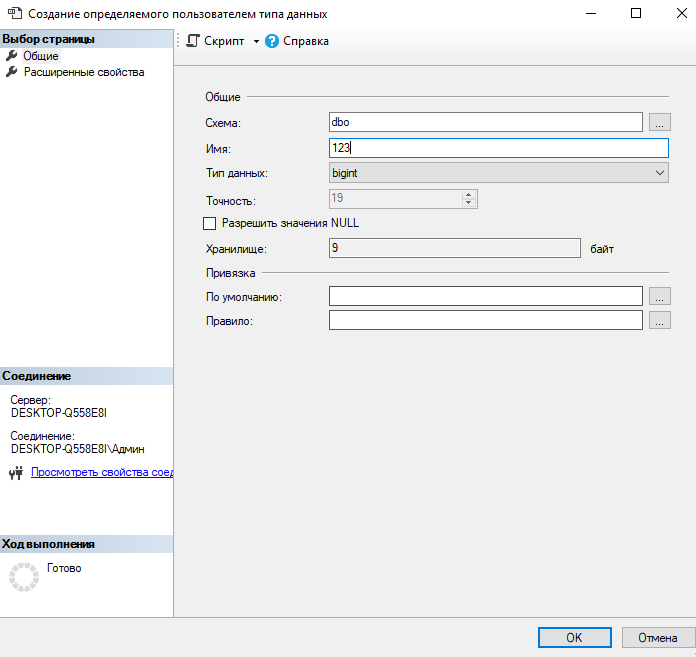 Создание определяемого пользователем типа данных
Выбор страницы
Общие
Расширенные свойства
Скрипт
Справка
Общие
Схема:
dbo
...
Имя:
123
Тип данных:
bigint
Точность:
19
Разрешить значения NULL
Хранилище:
9
байт
Привязка
По умолчанию:
...
Правило:
...
Соединение
Сервер:
DESKTOP-Q558E8I
Соединение:
DESKTOP-Q558E8I\Админ
Просмотреть свойства соед
Ход выполнения
Готово
OK
Отмена